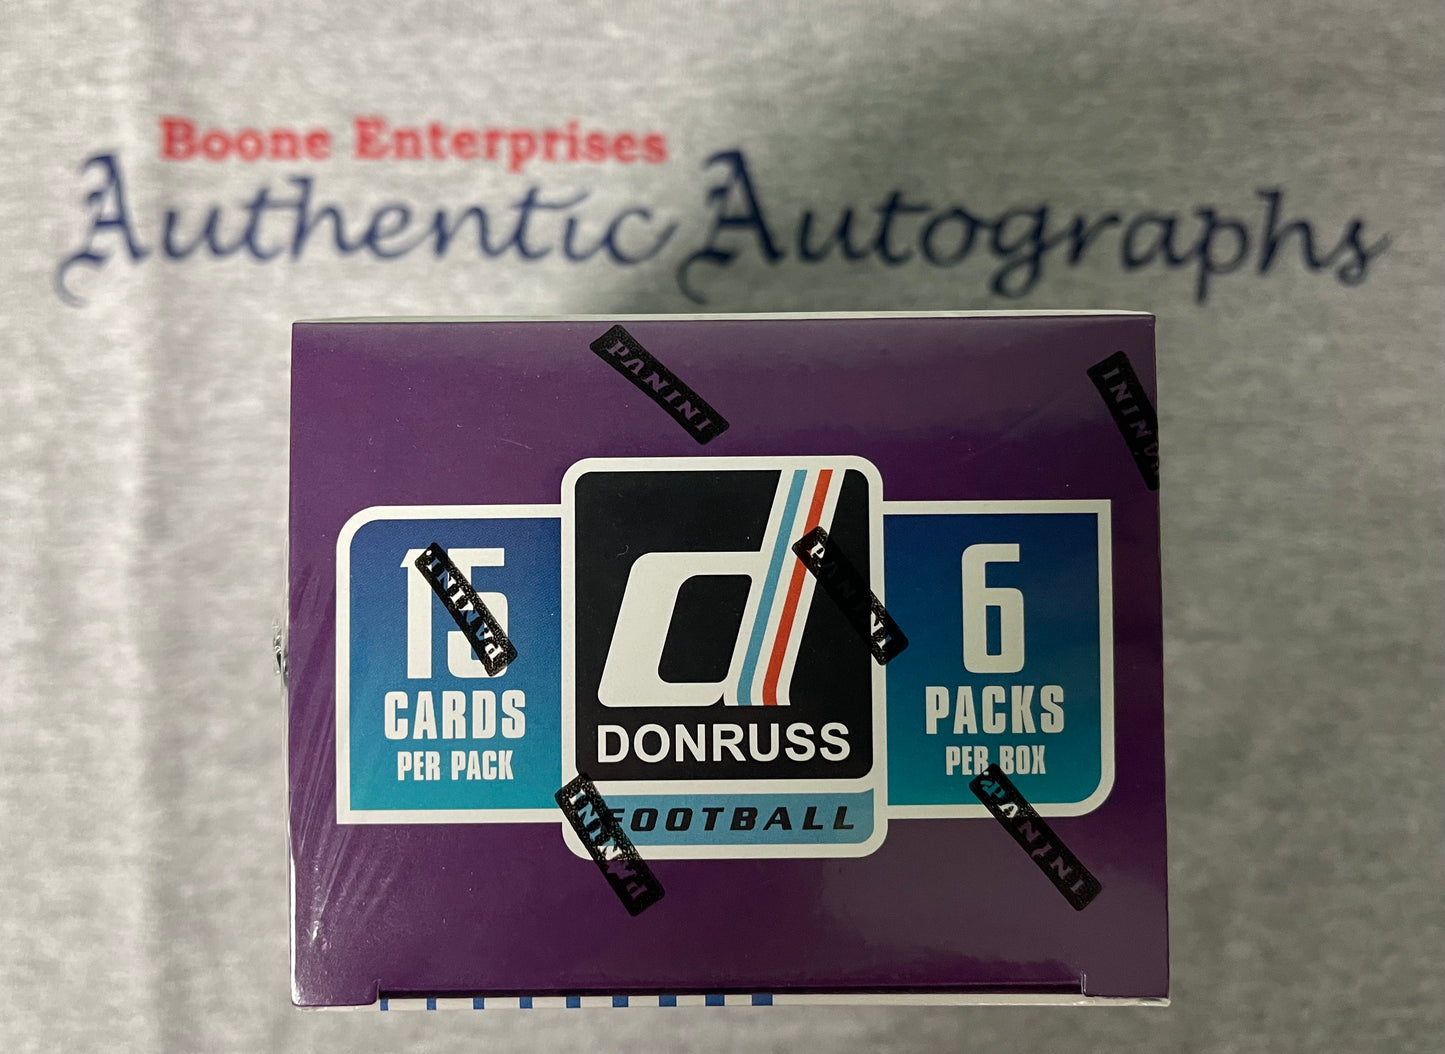 Boone Enterprises
Authentic Autographs
PANINI
PANINI
15
CARDS
PER PACK
PANINI
d
DONRUSS
FOOTBALL
PANINI
6
PACKS
PER BOX
PANINI
PANINI